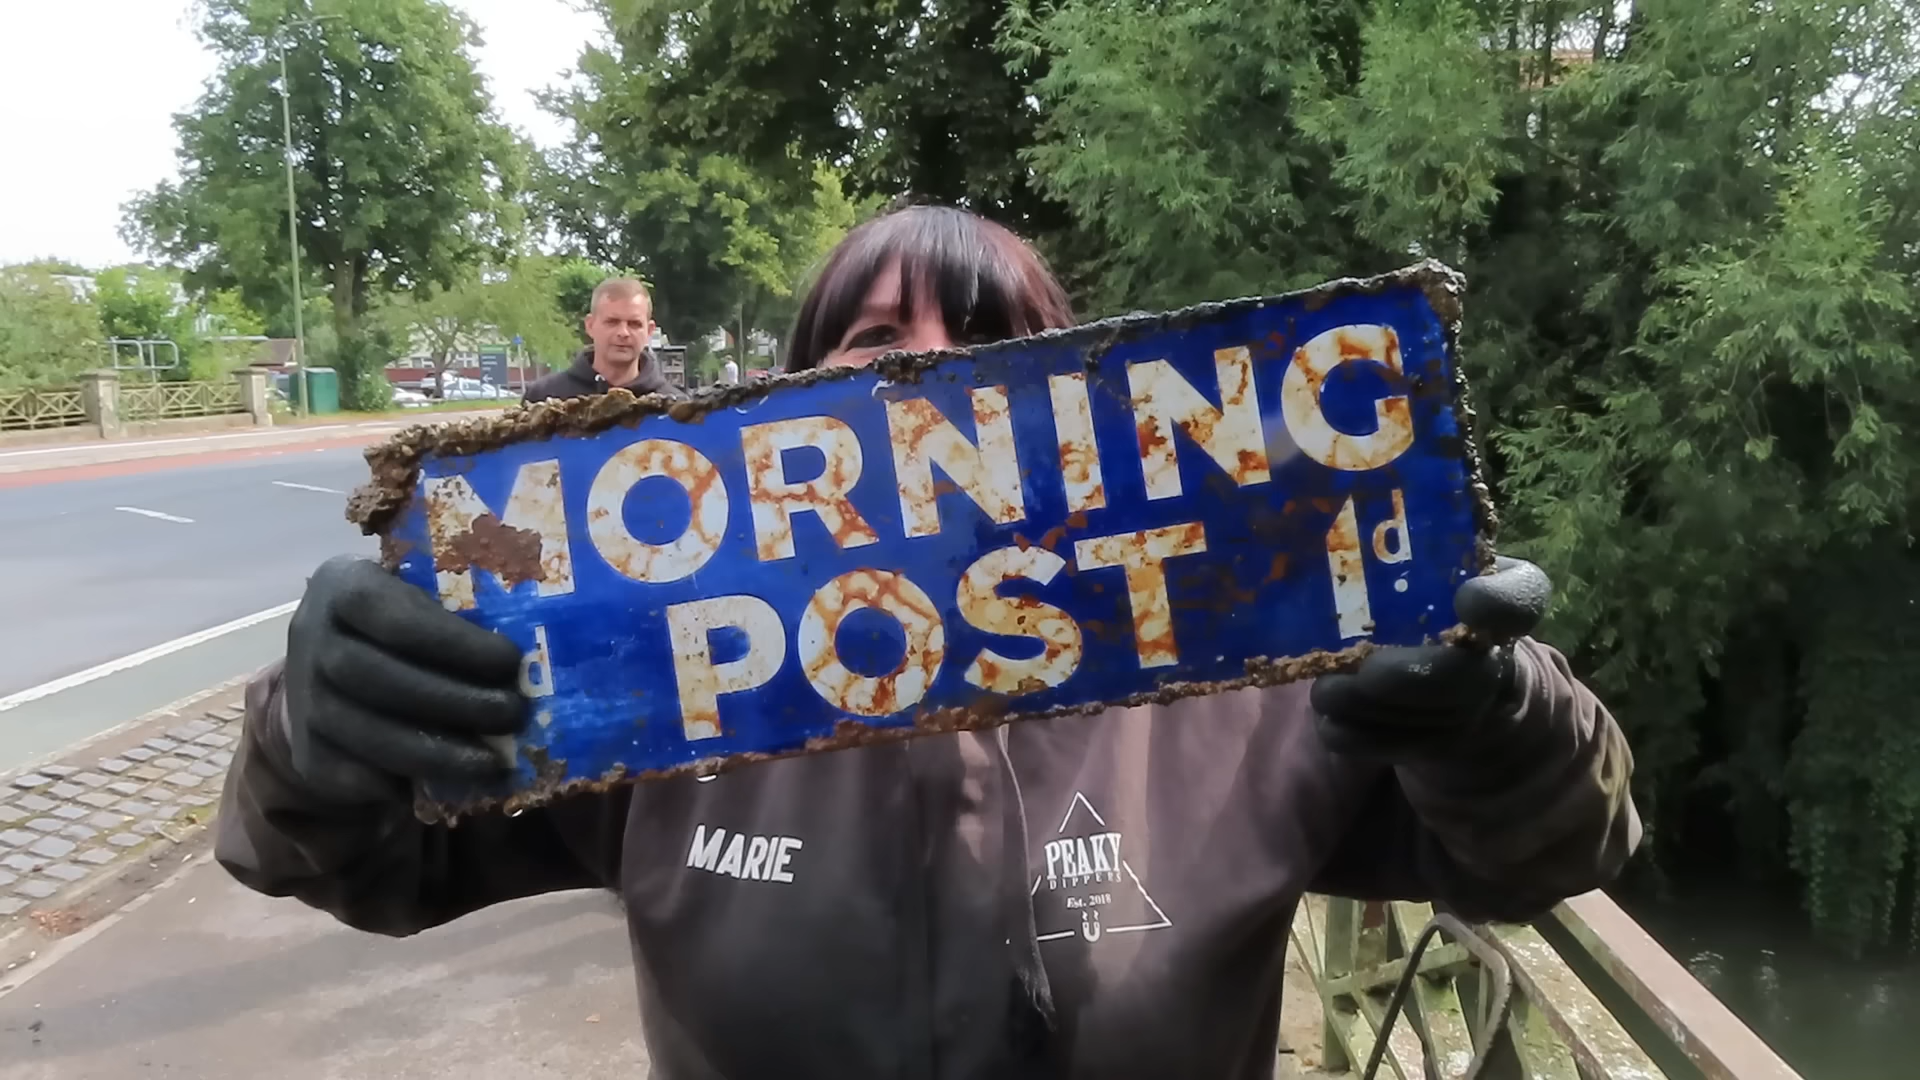 MORNING
d POST 1d.
MARIE
PEAKY
DIPPERS
Est. 2018